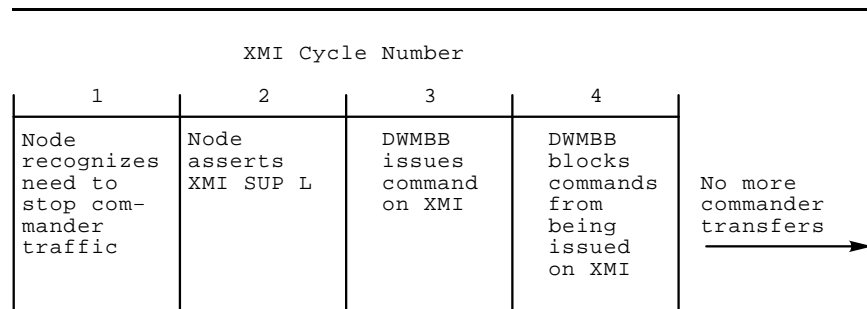 XMI Cycle Number
1 2 3 4
Node recognizes need to stop com-mander traffic
Node asserts XMI SUP L
DWMBB issues command on XMI
DWMBB blocks commands from being issued on XMI
No more commander transfers